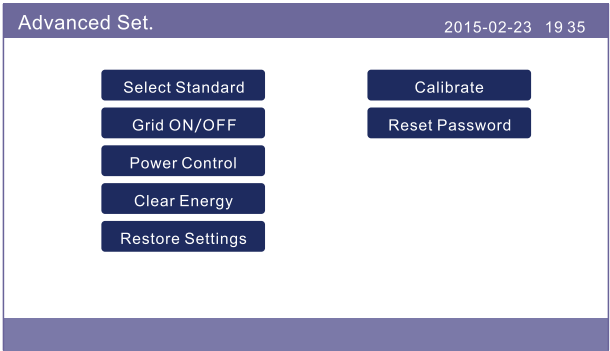 Advanced Set.
2015-02-23 19 35
Select Standard
Grid ON/OFF
Power Control
Clear Energy
Restore Settings
Calibrate
Reset Password